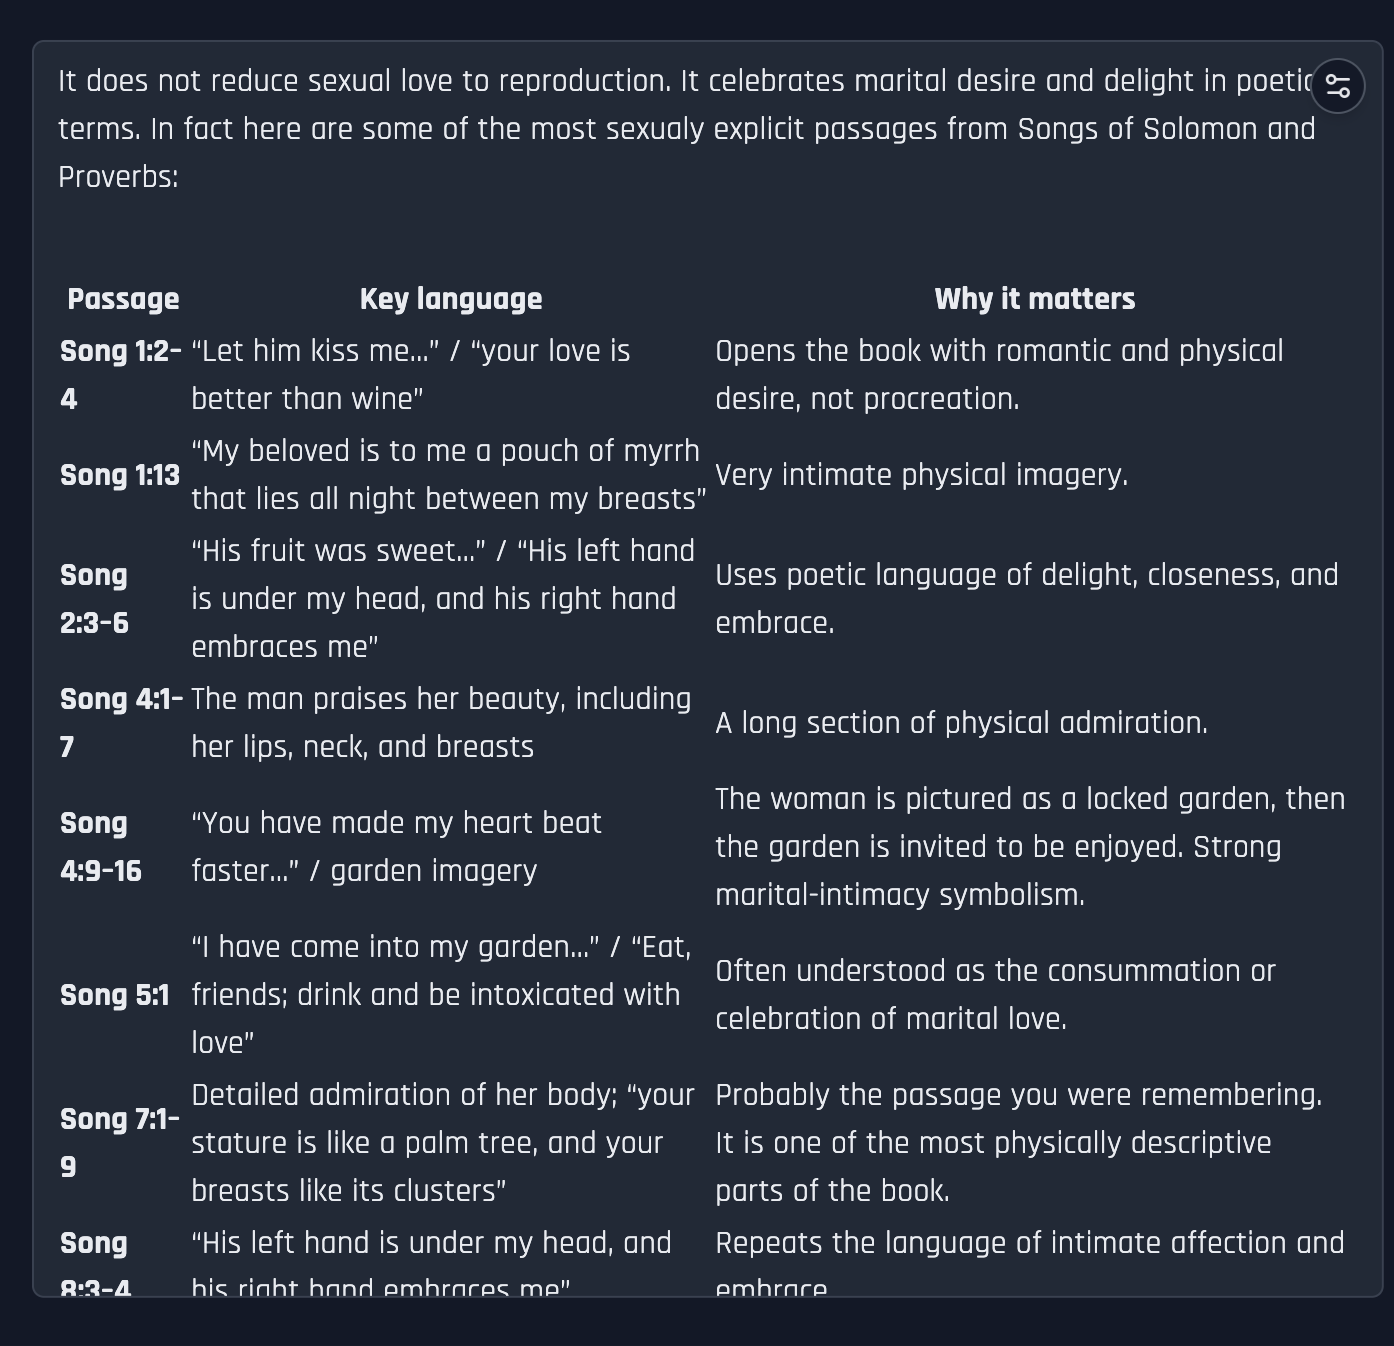 It does not reduce sexual love to reproduction. It celebrates marital desire and delight in poetic
terms. In fact here are some of the most sexualy explicit passages from Songs of Solomon and
Proverbs:
Passage Key language Why it matters
Song 1:2–
4
“Let him kiss me...” / “your love is
better than wine”
Opens the book with romantic and physical
desire, not procreation.
Song 1:13
“My beloved is to me a pouch of myrrh
that lies all night between my breasts”
Very intimate physical imagery.
Song
2:3–6
“His fruit was sweet...” / “His left hand
is under my head, and his right hand
embraces me”
Uses poetic language of delight, closeness, and
embrace.
Song 4:1–
7
The man praises her beauty, including
her lips, neck, and breasts
A long section of physical admiration.
Song
4:9–16
“You have made my heart beat
faster...” / garden imagery
The woman is pictured as a locked garden, then
the garden is invited to be enjoyed. Strong
marital-intimacy symbolism.
Song 5:1
“I have come into my garden...” / “Eat,
friends; drink and be intoxicated with
love”
Often understood as the consummation or
celebration of marital love.
Song 7:1–
9
Detailed admiration of her body; “your
stature is like a palm tree, and your
breasts like its clusters”
Probably the passage you were remembering.
It is one of the most physically descriptive
parts of the book.
Song
8:3–4
“His left hand is under my head, and
his right hand embraces me”
Repeats the language of intimate affection and
embrace